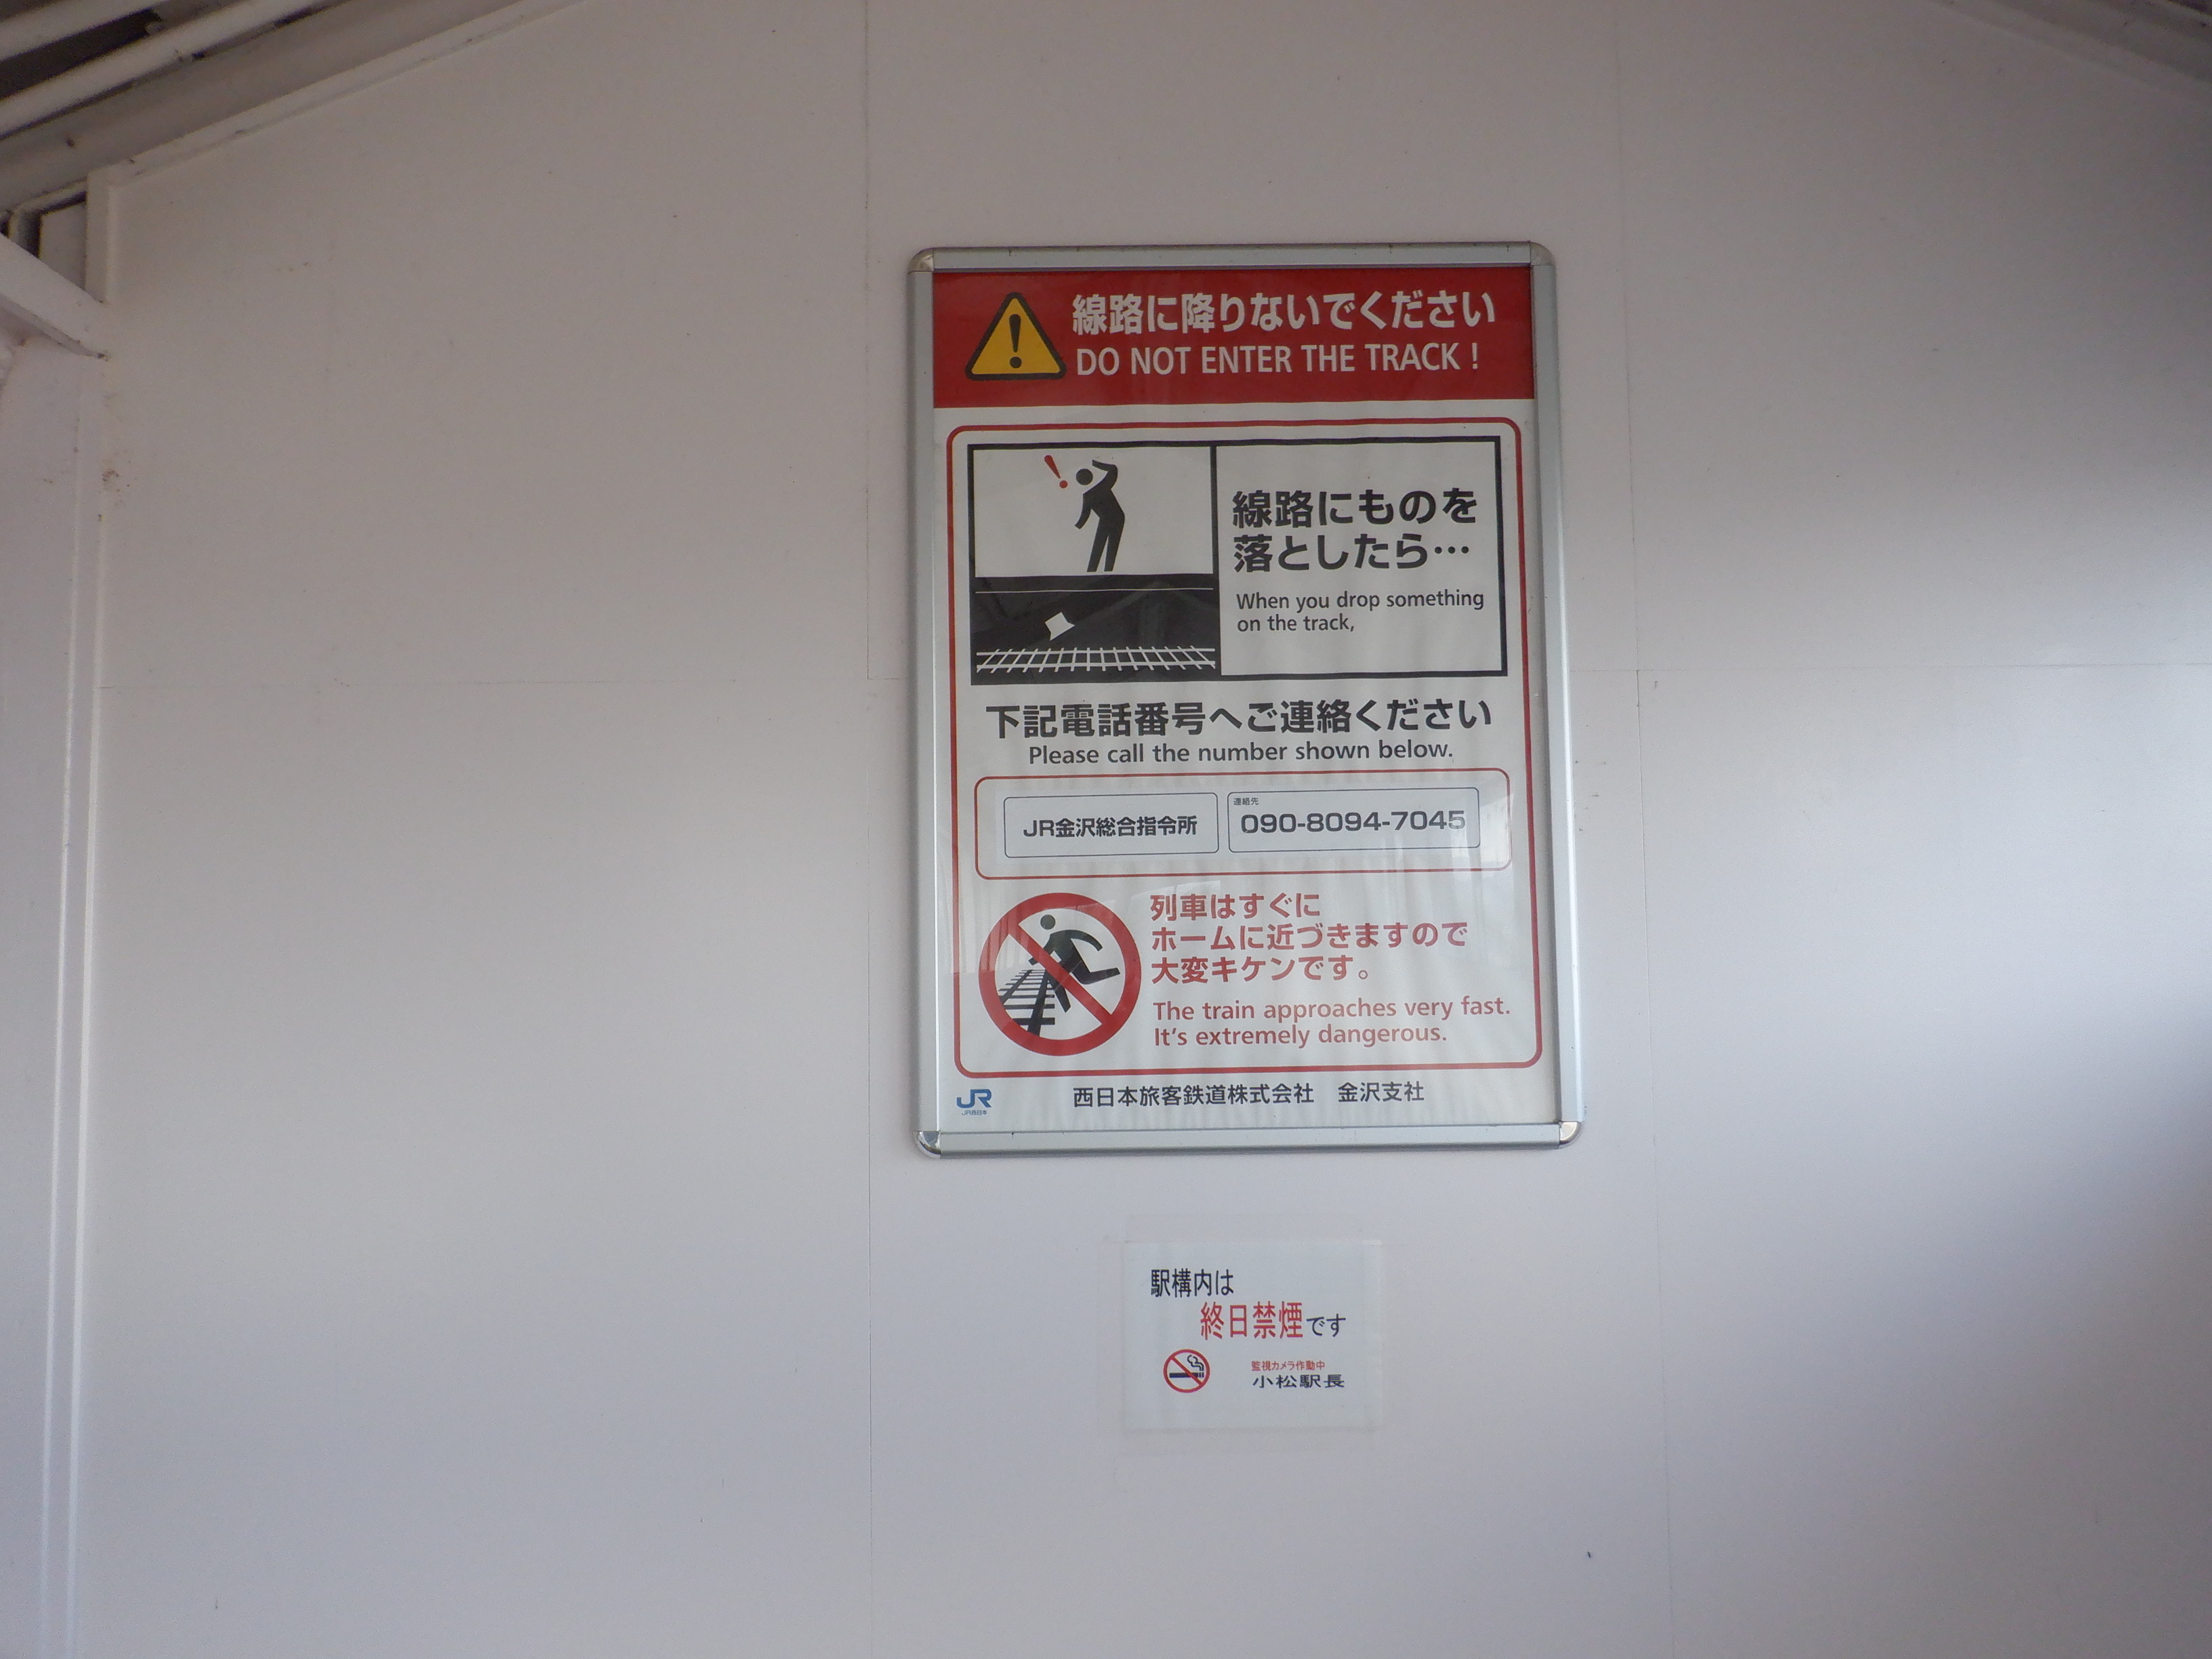 線路に降りないでください
DO NOT ENTER THE TRACK !
線路にものを
落としたら…
When you drop something
on the track,
下記電話番号へご連絡ください
Please call the number shown below.
JR金沢総合指令所
連絡先
090-8094-7045
列車はすぐに
ホームに近づきますので
大変キケンです。
The train approaches very fast.
It's extremely dangerous.
JR
JR西日本
西日本旅客鉄道株式会社　金沢支社
駅構内は
終日禁煙です
監視カメラ作動中
小松駅長